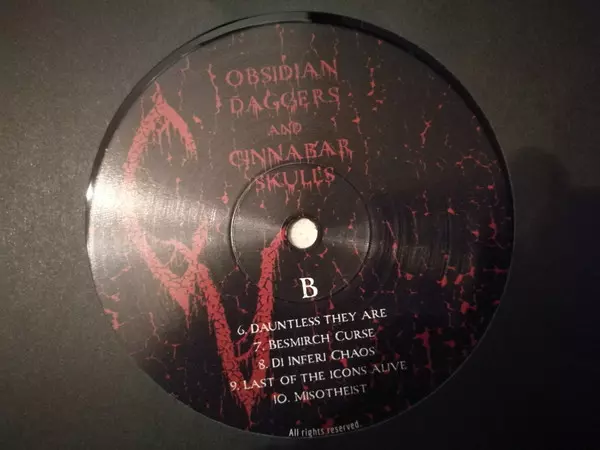 OBSIDIAN
DAGGERS
AND
CINNABAR
SKULLS
B
6. DAUNTLESS THEY ARE
7. BESMIRCH CURSE
8. DI INFERI CHAOS
9. LAST OF THE ICONS ALIVE
10. MISOTHEIST
All rights reserved.